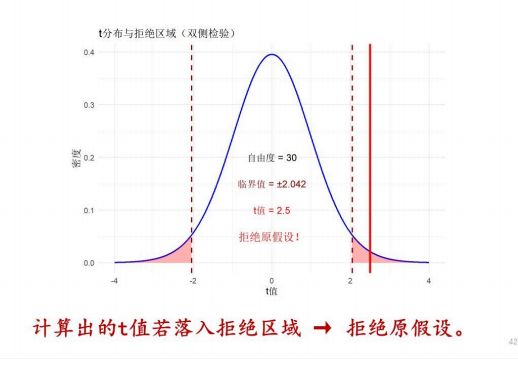 t分布与拒绝区域（双侧检验）
0.4
0.3
0.2
0.1
0.0
密度
自由度 = 30
临界值 = ±2.042
t值 = 2.5
拒绝原假设！
-4
-2
0
2
4
t值
计算出的t值若落入拒绝区域 → 拒绝原假设。
42